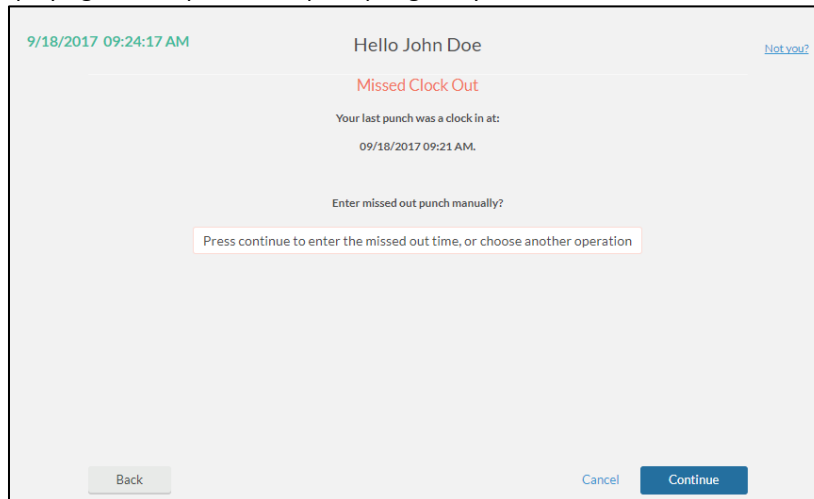 9/18/2017 09:24:17 AM
Hello John Doe
Not you?
Missed Clock Out
Your last punch was a clock in at:
09/18/2017 09:21 AM.
Enter missed out punch manually?
Press continue to enter the missed out time, or choose another operation
Back
Cancel
Continue